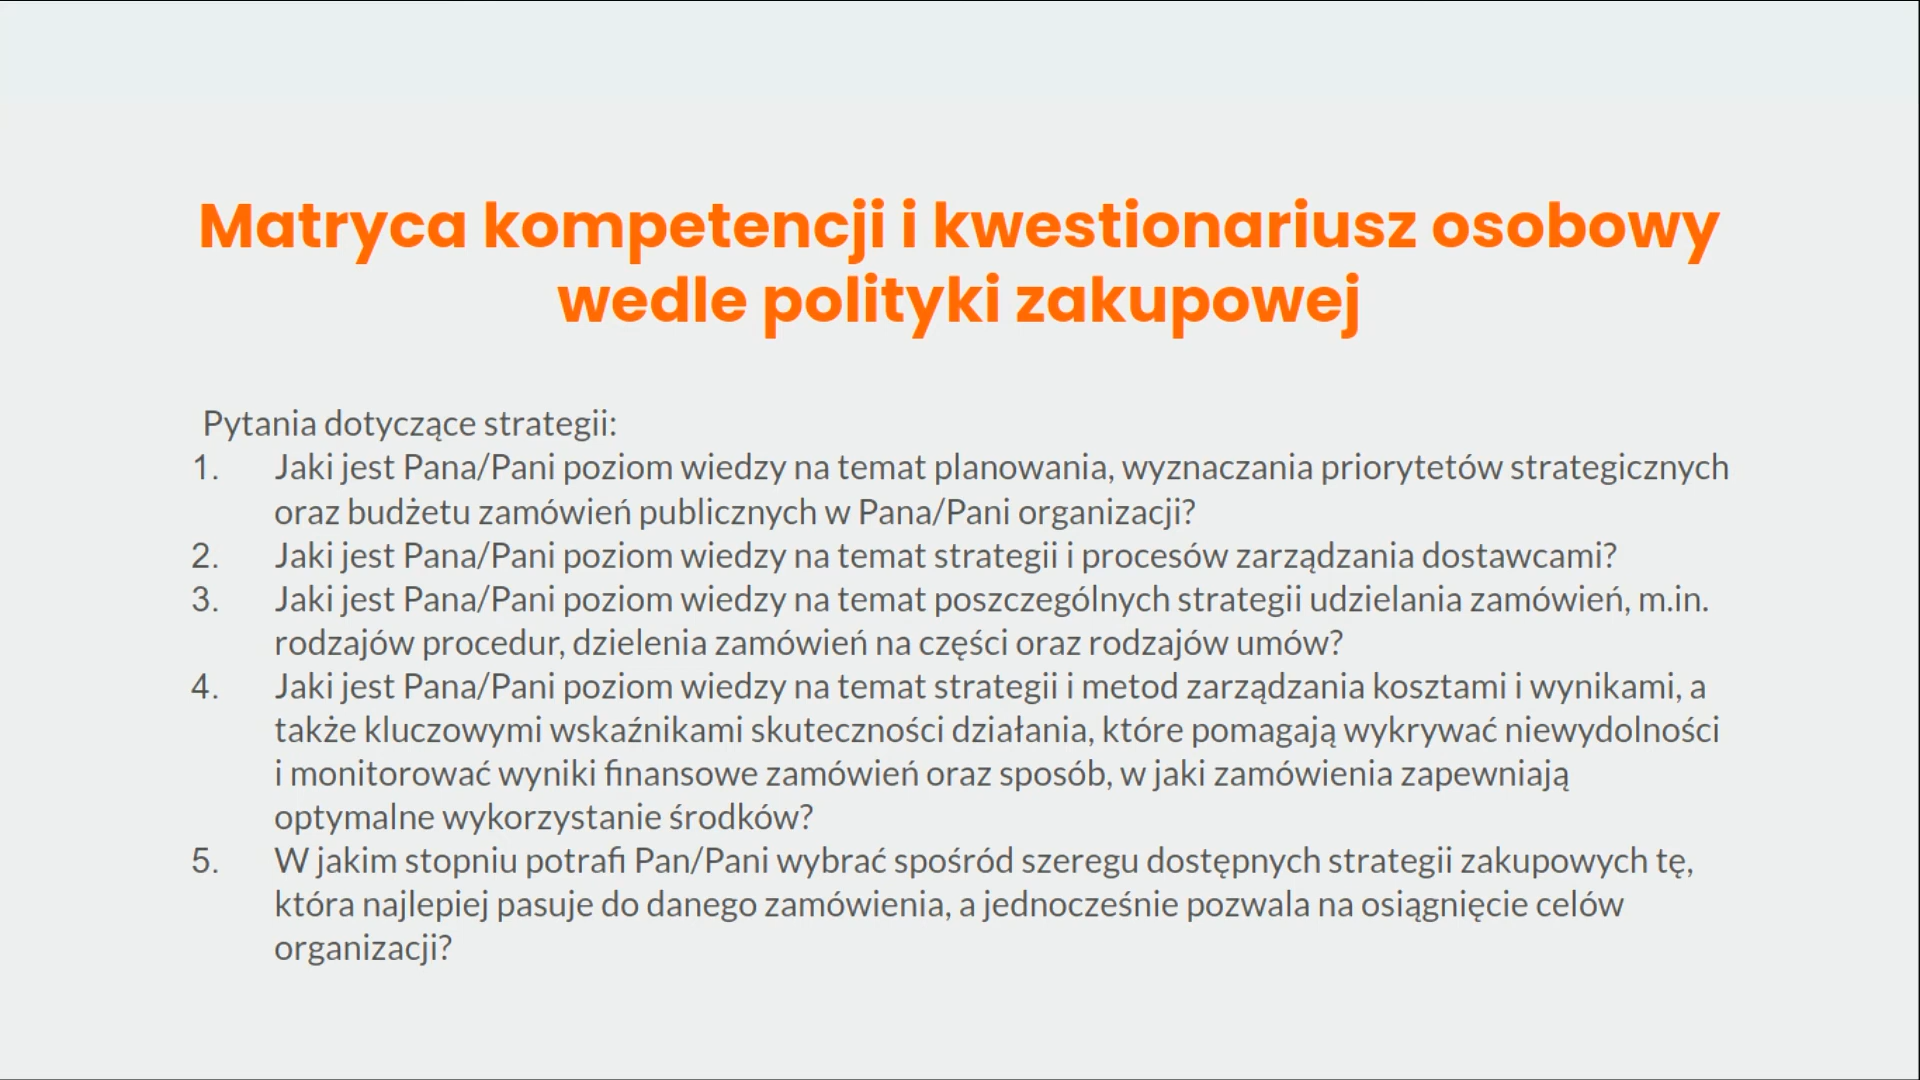 Matryca kompetencji i kwestionariusz osobowy
wedle polityki zakupowej
Pytania dotyczące strategii:
1. Jaki jest Pana/Pani poziom wiedzy na temat planowania, wyznaczania priorytetów strategicznych
oraz budżetu zamówień publicznych w Pana/Pani organizacji?
2. Jaki jest Pana/Pani poziom wiedzy na temat strategii i procesów zarządzania dostawcami?
3. Jaki jest Pana/Pani poziom wiedzy na temat poszczególnych strategii udzielania zamówień, m.in.
rodzajów procedur, dzielenia zamówień na części oraz rodzajów umów?
4. Jaki jest Pana/Pani poziom wiedzy na temat strategii i metod zarządzania kosztami i wynikami, a
także kluczowymi wskaźnikami skuteczności działania, które pomagają wykrywać niewydolności
i monitorować wyniki finansowe zamówień oraz sposób, w jaki zamówienia zapewniają
optymalne wykorzystanie środków?
5. W jakim stopniu potrafi Pan/Pani wybrać spośród szeregu dostępnych strategii zakupowych tę,
która najlepiej pasuje do danego zamówienia, a jednocześnie pozwala na osiągnięcie celów
organizacji?